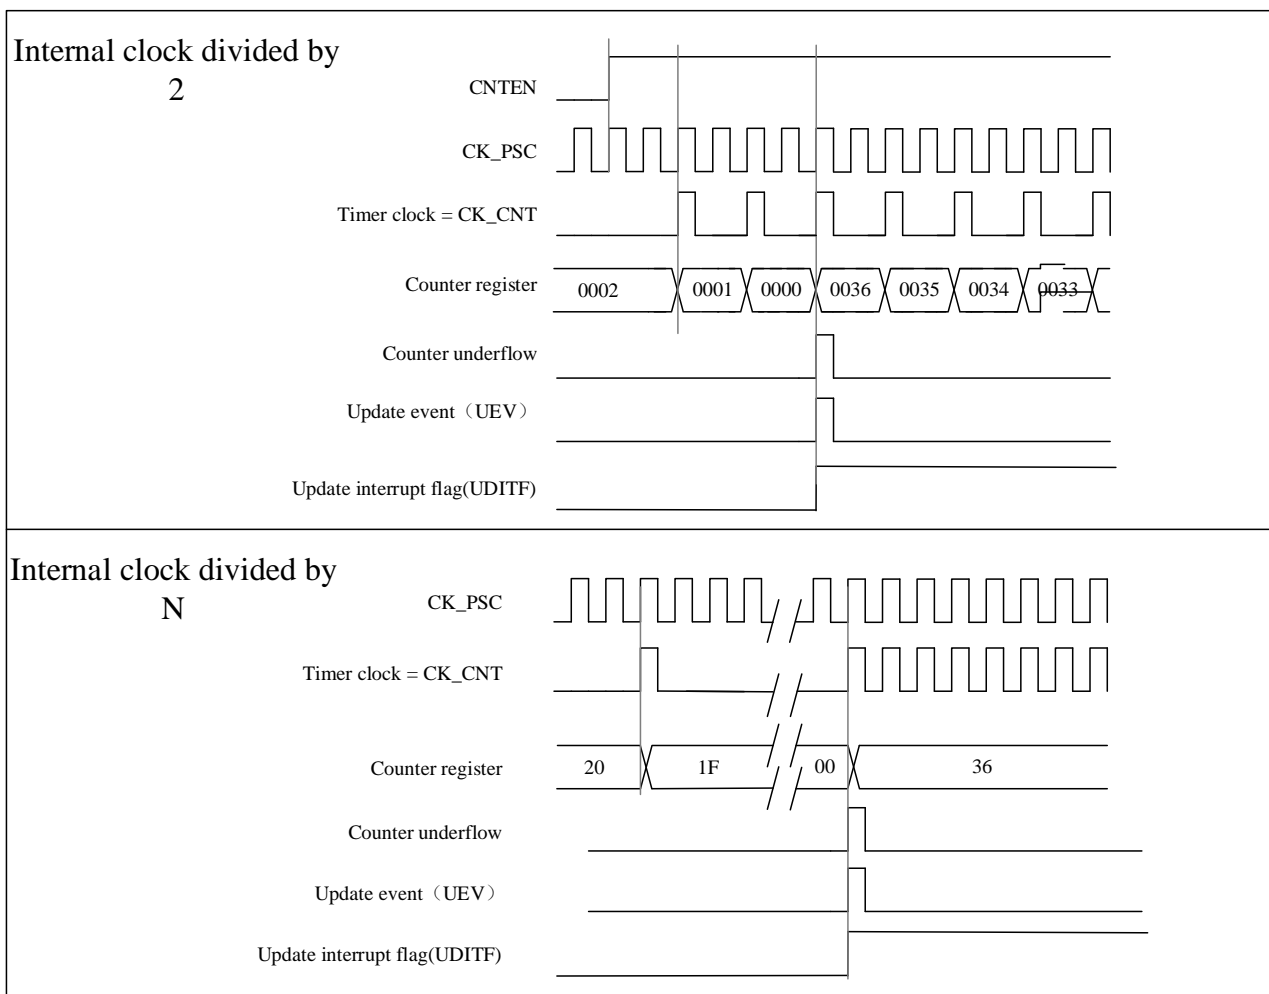 Internal clock divided by
2
CNTEN
CK_PSC
Timer clock = CK_CNT
Counter register
0002 0001 0000 0036 0035 0034 0033
Counter underflow
Update event（UEV）
Update interrupt flag(UDITF)
Internal clock divided by
N
CK_PSC
Timer clock = CK_CNT
Counter register
20 1F 00 36
Counter underflow
Update event（UEV）
Update interrupt flag(UDITF)